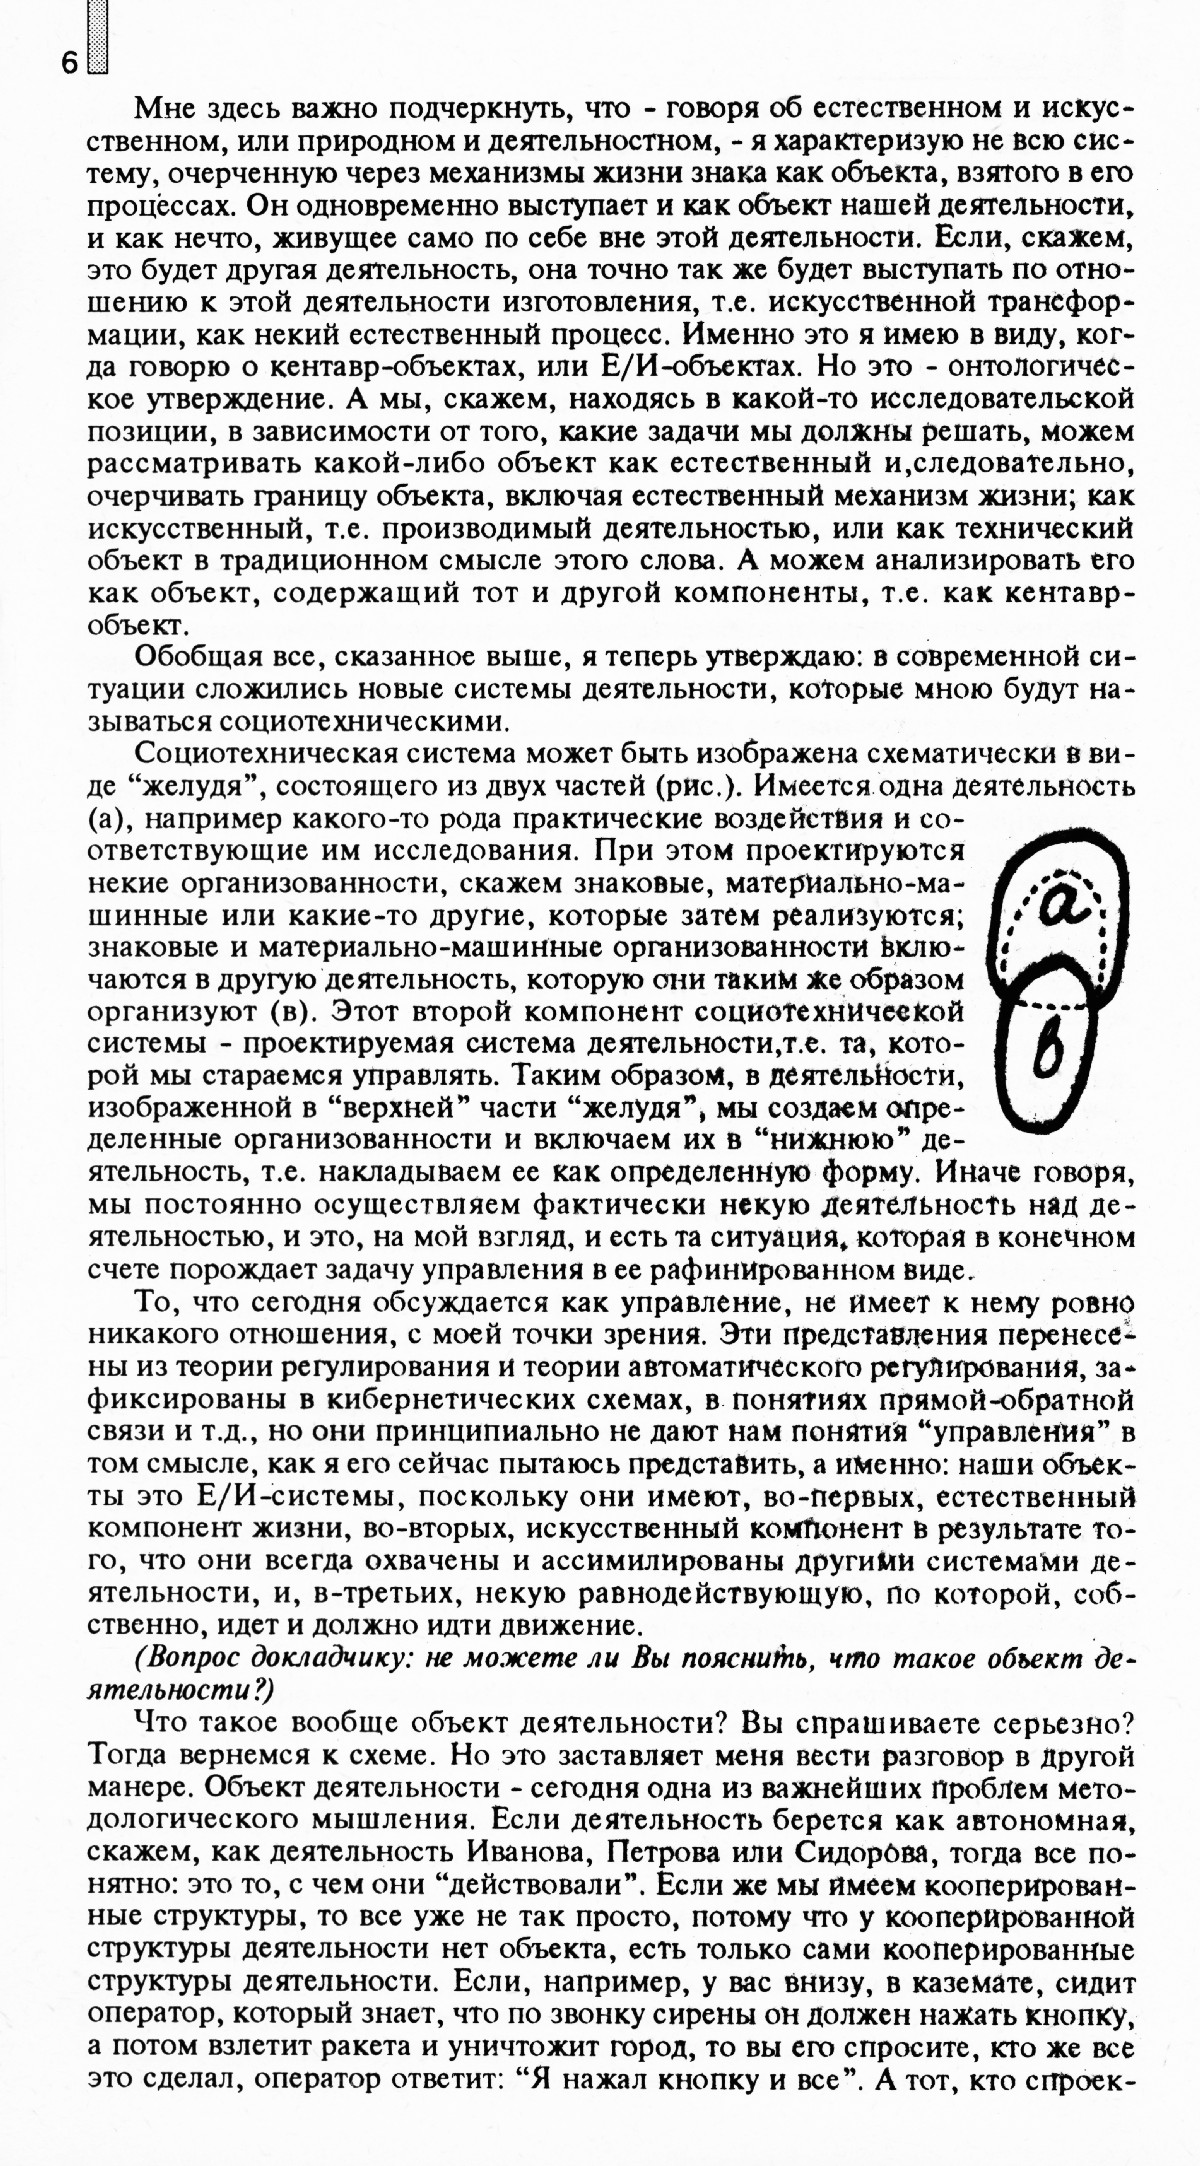 6
Мне здесь важно подчеркнуть, что - говоря об естественном и искус-
ственном, или природном и деятельностном, - я характеризую не всю сис-
тему, очерченную через механизмы жизни знака как объекта, взятого в его
процессах. Он одновременно выступает и как объект нашей деятельности,
и как нечто, живущее само по себе вне этой деятельности. Если, скажем,
это будет другая деятельность, она точно так же будет выступать по отно-
шению к этой деятельности изготовления, т.е. искусственной трансфор-
мации, как некий естественный процесс. Именно это я имею в виду, ког-
да говорю о кентавр-объектах, или Е/И-объектах. Но это - онтологичес-
кое утверждение. А мы, скажем, находясь в какой-то исследовательской
позиции, в зависимости от того, какие задачи мы должны решать, можем
рассматривать какой-либо объект как естественный и,следовательно,
очерчивать границу объекта, включая естественный механизм жизни; как
искусственный, т.е. производимый деятельностью, или как технический
объект в традиционном смысле этого слова. А можем анализировать его
как объект, содержащий тот и другой компоненты, т.е. как кентавр-
объект.
Обобщая все, сказанное выше, я теперь утверждаю: в современной си-
туации сложились новые системы деятельности, которые мною будут на-
зываться социотехническими.
Социотехническая система может быть изображена схематически в ви-
де “желудя”, состоящего из двух частей (рис.). Имеется одна деятельность
(а), например какого-то рода практические воздействия и со-
ответствующие им исследования. При этом проектируются
некие организованности, скажем знаковые, материально-ма-
шинные или какие-то другие, которые затем реализуются;
знаковые и материально-машинные организованности вклю-
чаются в другую деятельность, которую они таким же образом
организуют (в). Этот второй компонент социотехнической
системы - проектируемая система деятельности,т.е. та, кото-
рой мы стараемся управлять. Таким образом, в деятельности,
изображенной в “верхней” части “желудя”, мы создаем опре-
деленные организованности и включаем их в “нижнюю” де-
ятельность, т.е. накладываем ее как определенную форму. Иначе говоря,
мы постоянно осуществляем фактически некую деятельность над де-
ятельностью, и это, на мой взгляд, и есть та ситуация, которая в конечном
счете порождает задачу управления в ее рафинированном виде.
а
в
То, что сегодня обсуждается как управление, не имеет к нему ровно
никакого отношения, с моей точки зрения. Эти представления перенесе-
ны из теории регулирования и теории автоматического регулирования, за-
фиксированы в кибернетических схемах, в понятиях прямой-обратной
связи и т.д., но они принципиально не дают нам понятия “управления” в
том смысле, как я его сейчас пытаюсь представить, а именно: наши объек-
ты это Е/И-системы, поскольку они имеют, во-первых, естественный
компонент жизни, во-вторых, искусственный компонент в результате то-
го, что они всегда охвачены и ассимилированы другими системами де-
ятельности, и, в-третьих, некую равнодействующую, по которой, соб-
ственно, идет и должно идти движение.
(Вопрос докладчику: не можете ли Вы пояснить, что такое объект де-
ятельности?)
Что такое вообще объект деятельности? Вы спрашиваете серьезно?
Тогда вернемся к схеме. Но это заставляет меня вести разговор в другой
манере. Объект деятельности - сегодня одна из важнейших проблем мето-
дологического мышления. Если деятельность берется как автономная,
скажем, как деятельность Иванова, Петрова или Сидорова, тогда все по-
нятно: это то, с чем они “действовали”. Если же мы имеем кооперирован-
ные структуры, то все уже не так просто, потому что у кооперированной
структуры деятельности нет объекта, есть только сами кооперированные
структуры деятельности. Если, например, у вас внизу, в каземате, сидит
оператор, который знает, что по звонку сирены он должен нажать кнопку,
а потом взлетит ракета и уничтожит город, то вы его спросите, кто же все
это сделал, оператор ответит: “Я нажал кнопку и все”. А тот, кто спроек-